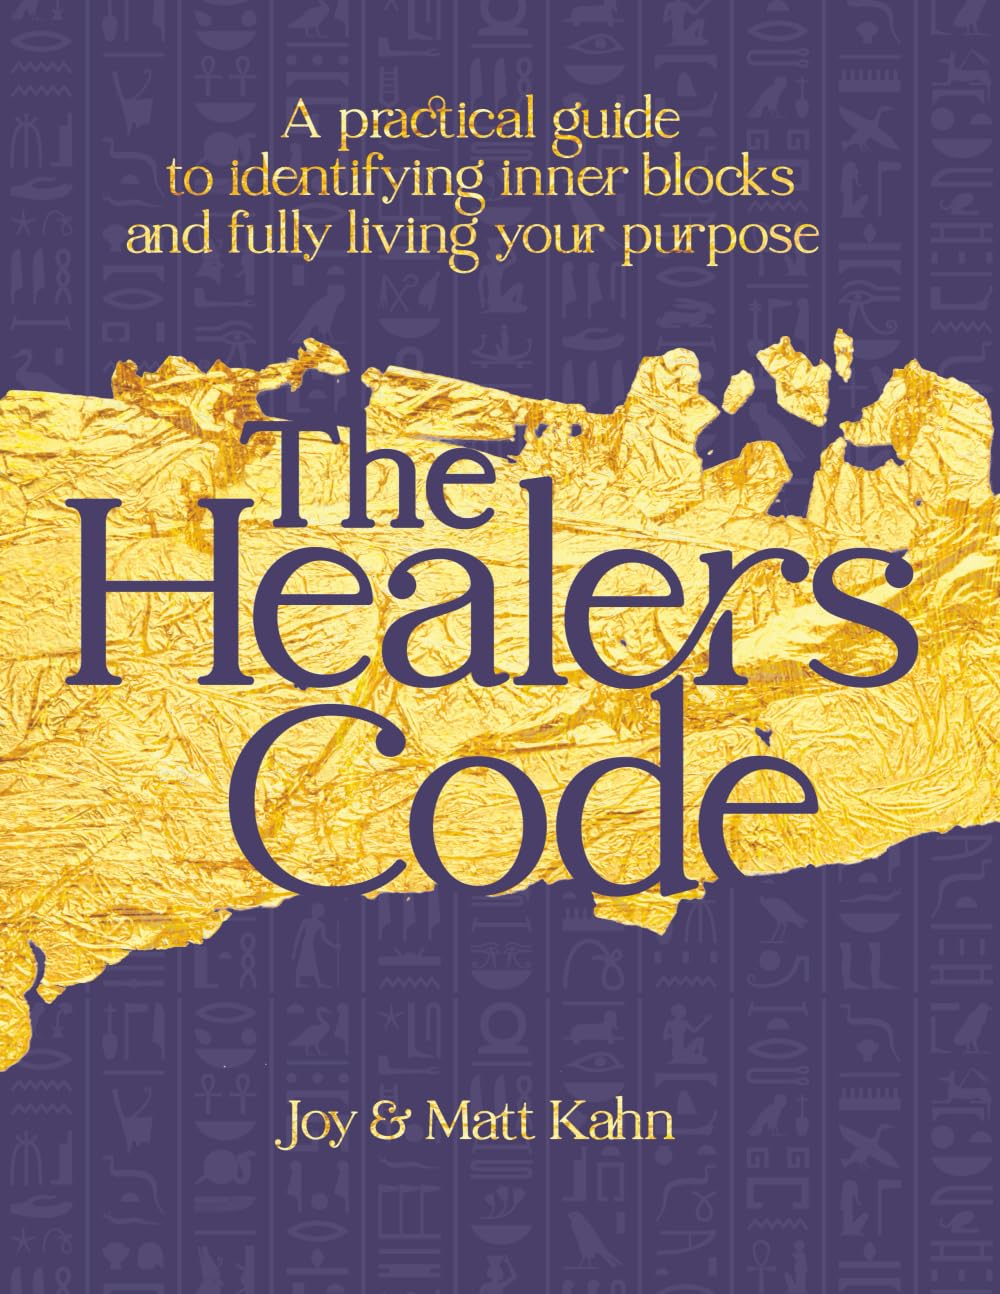 A practical guide
to identifying inner blocks
and fully living your purpose
The
Healers
Code
Joy & Matt Kahn